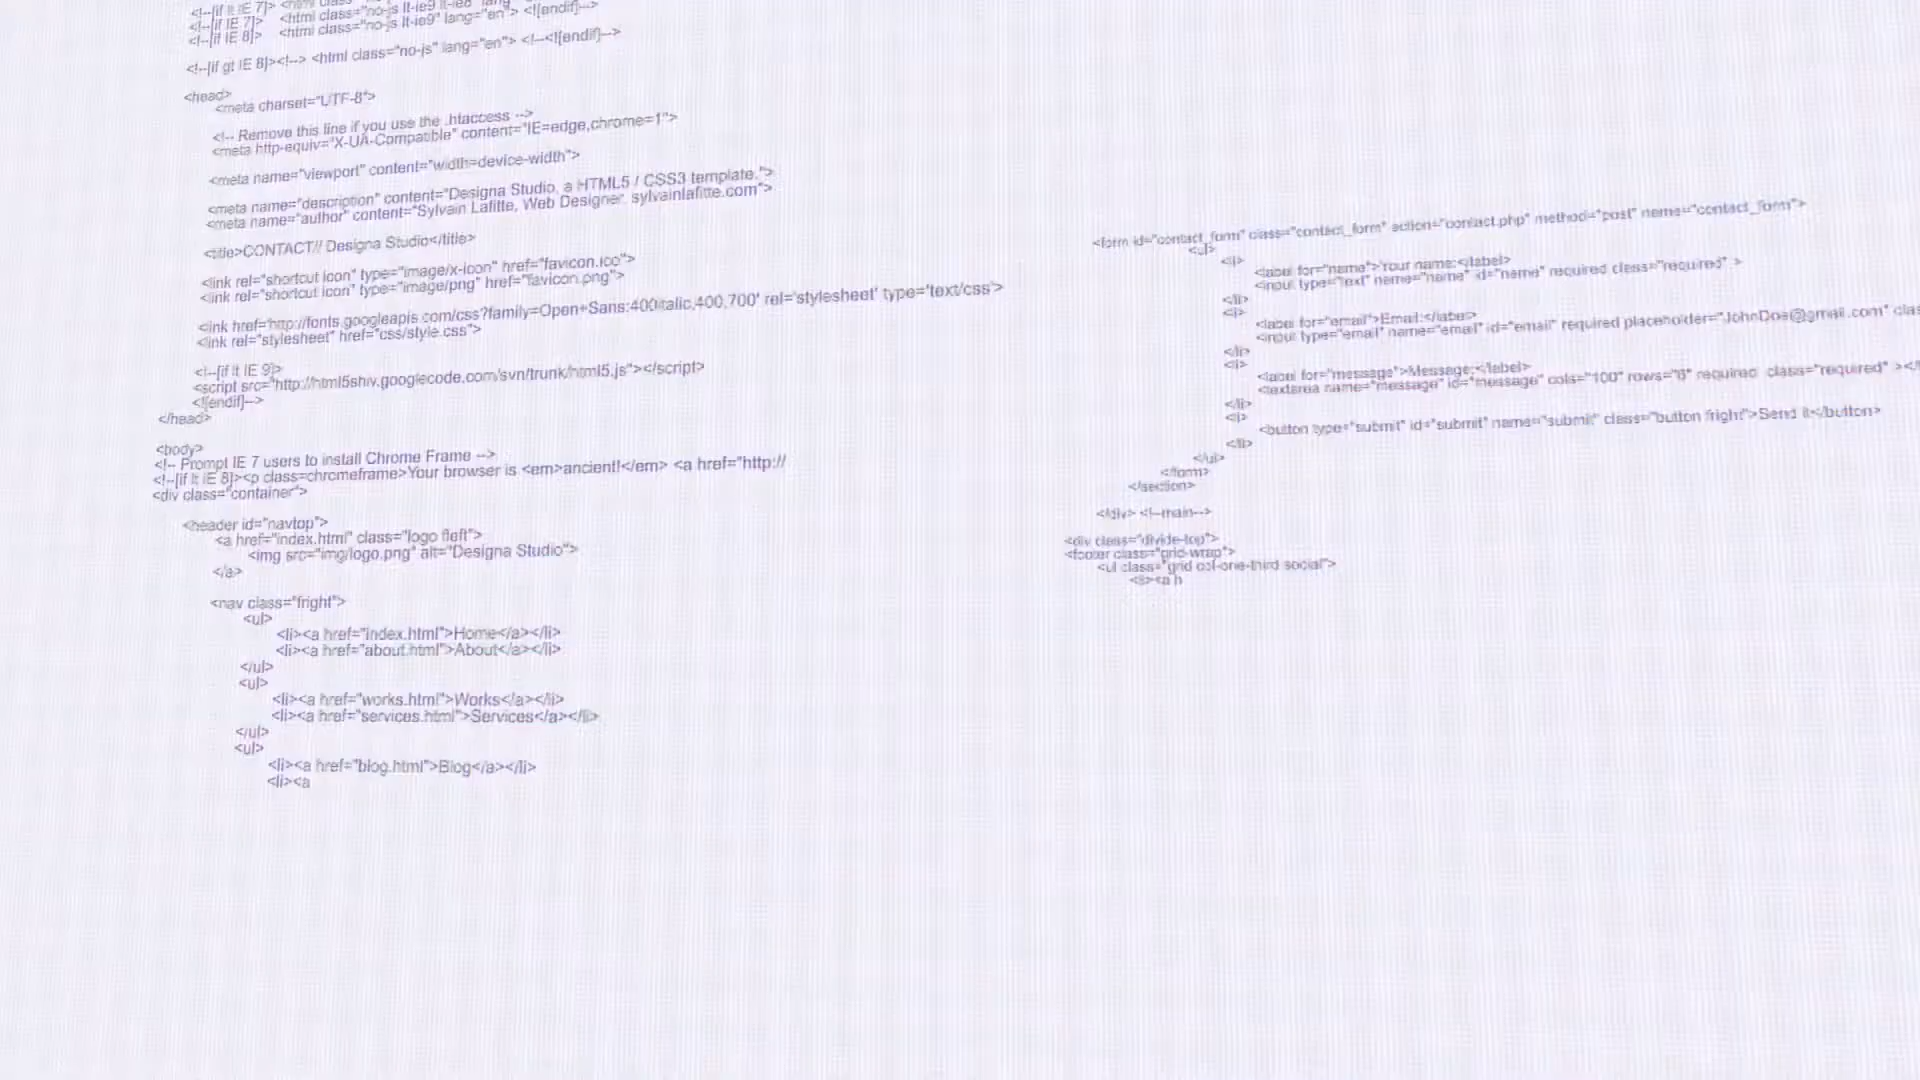 <!--[if lt IE 7]> <html class="no-js lt-ie9 lt-ie8 lang
<!--[if IE 7]> <html class="no-js lt-ie9 lt-ie8" lang
<!--[if IE 8]> <html class="no-js lt-ie9" lang="en"> <![endif]-->
<!--[if gt IE 8]><!--> <html class="no-js" lang="en"> <!--<![endif]-->
<head>
<meta charset="UTF-8">
<!-- Remove this line if you use the .htaccess -->
<meta http-equiv="X-UA-Compatible" content="IE=edge,chrome=1">
<meta name="viewport" content="width=device-width">
<meta name="description" content="Designa Studio, a HTML5 / CSS3 template.">
<meta name="author" content="Sylvain Lafitte, Web Designer, sylvainlafitte.com">
<title>CONTACT// Designa Studio</title>
<link rel="shortcut icon" type="image/x-icon" href="favicon.ico">
<link rel="shortcut icon" type="image/png" href="favicon.png">
<link href='http://fonts.googleapis.com/css?family=Open+Sans:400italic,400,700' rel='stylesheet' type='text/css'>
<link rel="stylesheet" href="css/style.css">
<!--[if lt IE 9]>
<script src="http://html5shiv.googlecode.com/svn/trunk/html5.js"></script>
<![endif]-->
</head>
<body>
<!-- Prompt IE 7 users to install Chrome Frame -->
<!--[if lt IE 8]><p class=chromeframe>Your browser is <em>ancient!</em> <a href="http://
<div class="container">
<header id="navtop">
<a href="index.html" class="logo fleft">
<img src="img/logo.png" alt="Designa Studio">
</a>
<nav class="fright">
<ul>
<li><a href="index.html">Home</a></li>
<li><a href="about.html">About</a></li>
</ul>
<ul>
<li><a href="works.html">Works</a></li>
<li><a href="services.html">Services</a></li>
</ul>
<ul>
<li><a href="blog.html">Blog</a></li>
<li><a
<form id="contact_form" class="contact_form" action="contact.php" method="post" name="contact_form">
<ul>
<li>
<label for="name">Your name:</label>
<input type="text" name="name" id="name" required class="required" >
</li>
<li>
<label for="email">Email:</label>
<input type="email" name="email" id="email" required placeholder="JohnDoe@gmail.com" clas
</li>
<li>
<label for="message">Message:</label>
<textarea name="message" id="message" cols="100" rows="6" required class="required" ></
</li>
<li>
<button type="submit" id="submit" name="submit" class="button fright">Send it</button>
</li>
</ul>
</form>
</section>
</div> <!--main-->
<div class="divide-top">
<footer class="grid-wrap">
<ul class="grid col-one-third social">
<li><a h